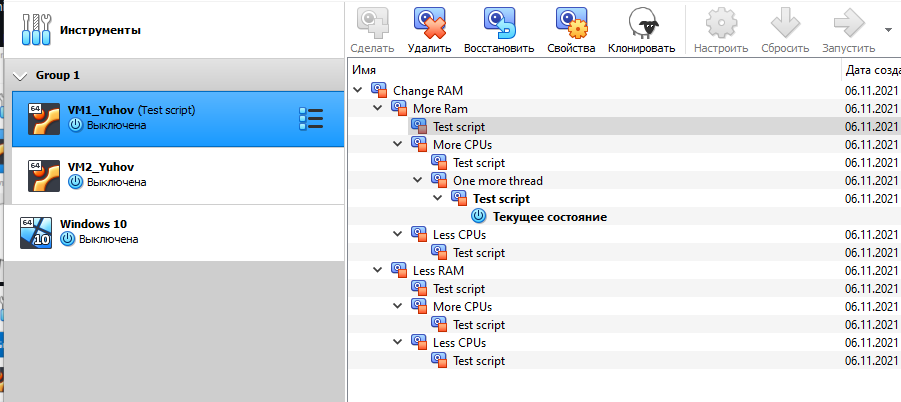 Инструменты
Сделать Удалить Восстановить Свойства Клонировать Настроить Сбросить Запустить
Group 1
64 VM1_Yuhov (Test script)
Выключена
64 VM2_Yuhov
Выключена
64 10 Windows 10
Выключена
Имя Дата созда
Change RAM 06.11.2021
More Ram 06.11.2021
Test script 06.11.2021
More CPUs 06.11.2021
Test script 06.11.2021
One more thread 06.11.2021
Test script 06.11.2021
Текущее состояние
Less CPUs 06.11.2021
Test script 06.11.2021
Less RAM 06.11.2021
Test script 06.11.2021
More CPUs 06.11.2021
Test script 06.11.2021
Less CPUs 06.11.2021
Test script 06.11.2021